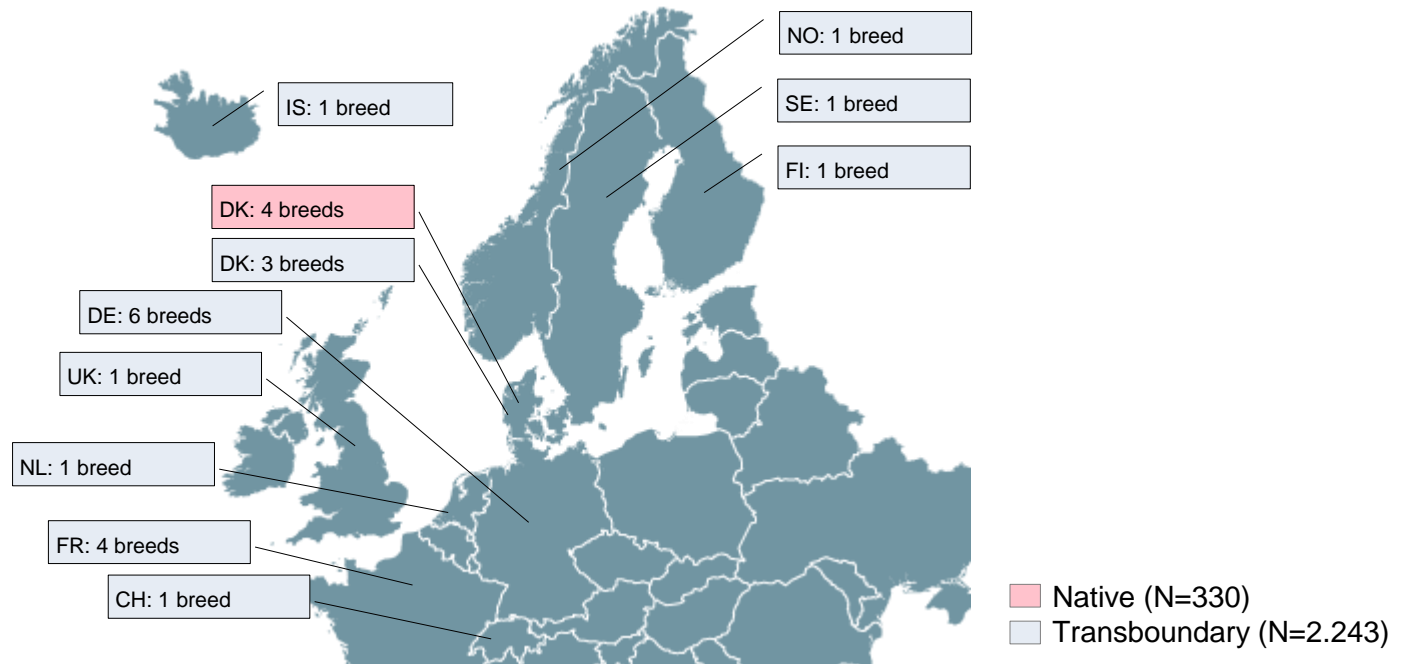 NO: 1 breed
IS: 1 breed
SE: 1 breed
FI: 1 breed
DK: 4 breeds
DK: 3 breeds
DE: 6 breeds
UK: 1 breed
NL: 1 breed
FR: 4 breeds
CH: 1 breed
Native (N=330)
Transboundary (N=2.243)